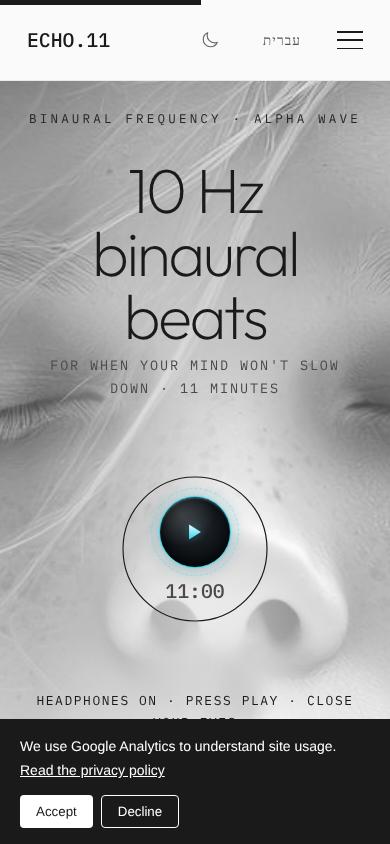 ECHO.11
עברית
BINAURAL FREQUENCY · ALPHA WAVE
10 Hz
binaural
beats
FOR WHEN YOUR MIND WON'T SLOW
DOWN · 11 MINUTES
11:00
HEADPHONES ON · PRESS PLAY · CLOSE
YOUR EYES
We use Google Analytics to understand site usage.
Read the privacy policy
Accept
Decline